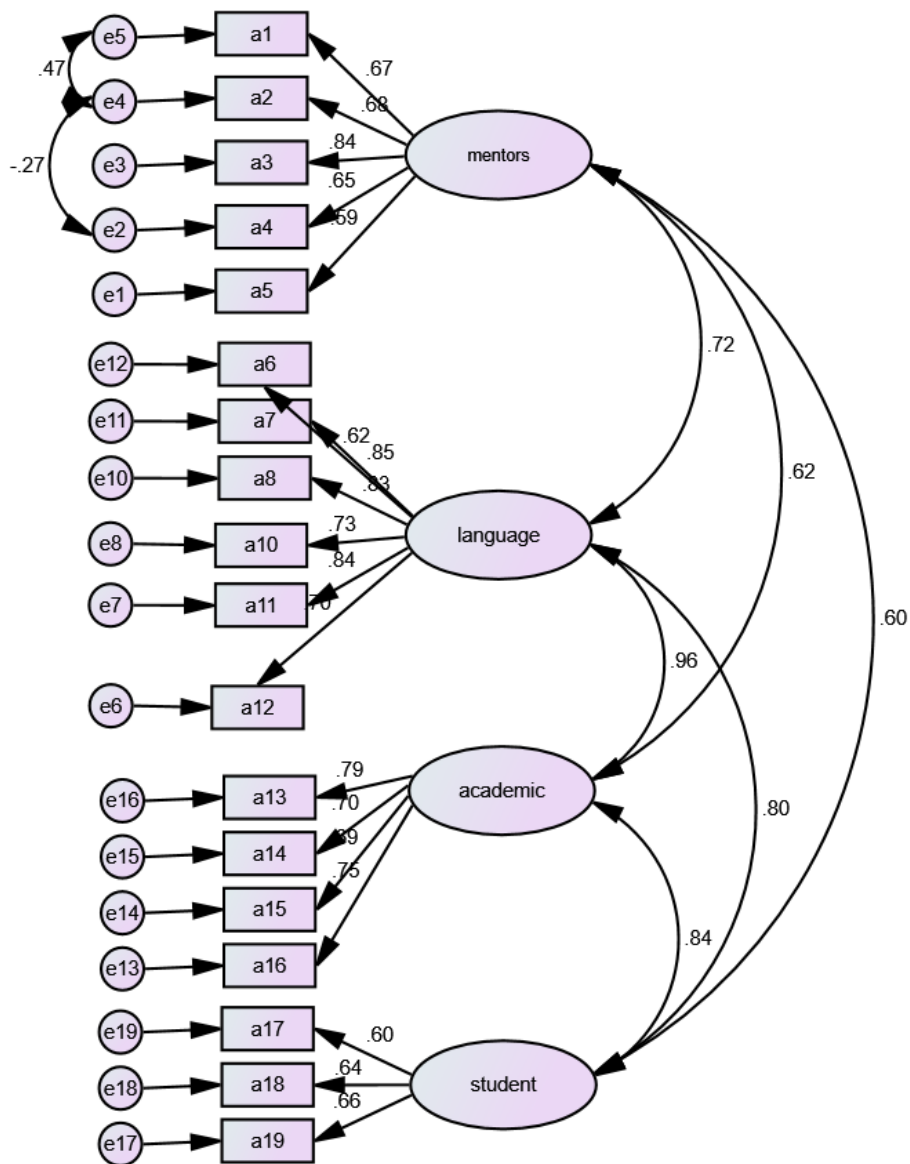 e5
a1
.67
.47
e4
a2
.68
mentors
e3
a3
.84
-.27
.65
e2
a4
.59
e1
a5
e12
a6
.72
e11
a7
.62
.85
.62
e10
a8
.83
language
.73
e8
a10
.84
e7
a11
.70
.60
.96
e6
a12
.79
e16
a13
.70
academic
.80
e15
a14
.75
e14
a15
.84
e13
a16
e19
a17
.60
.64
e18
a18
student
.66
e17
a19